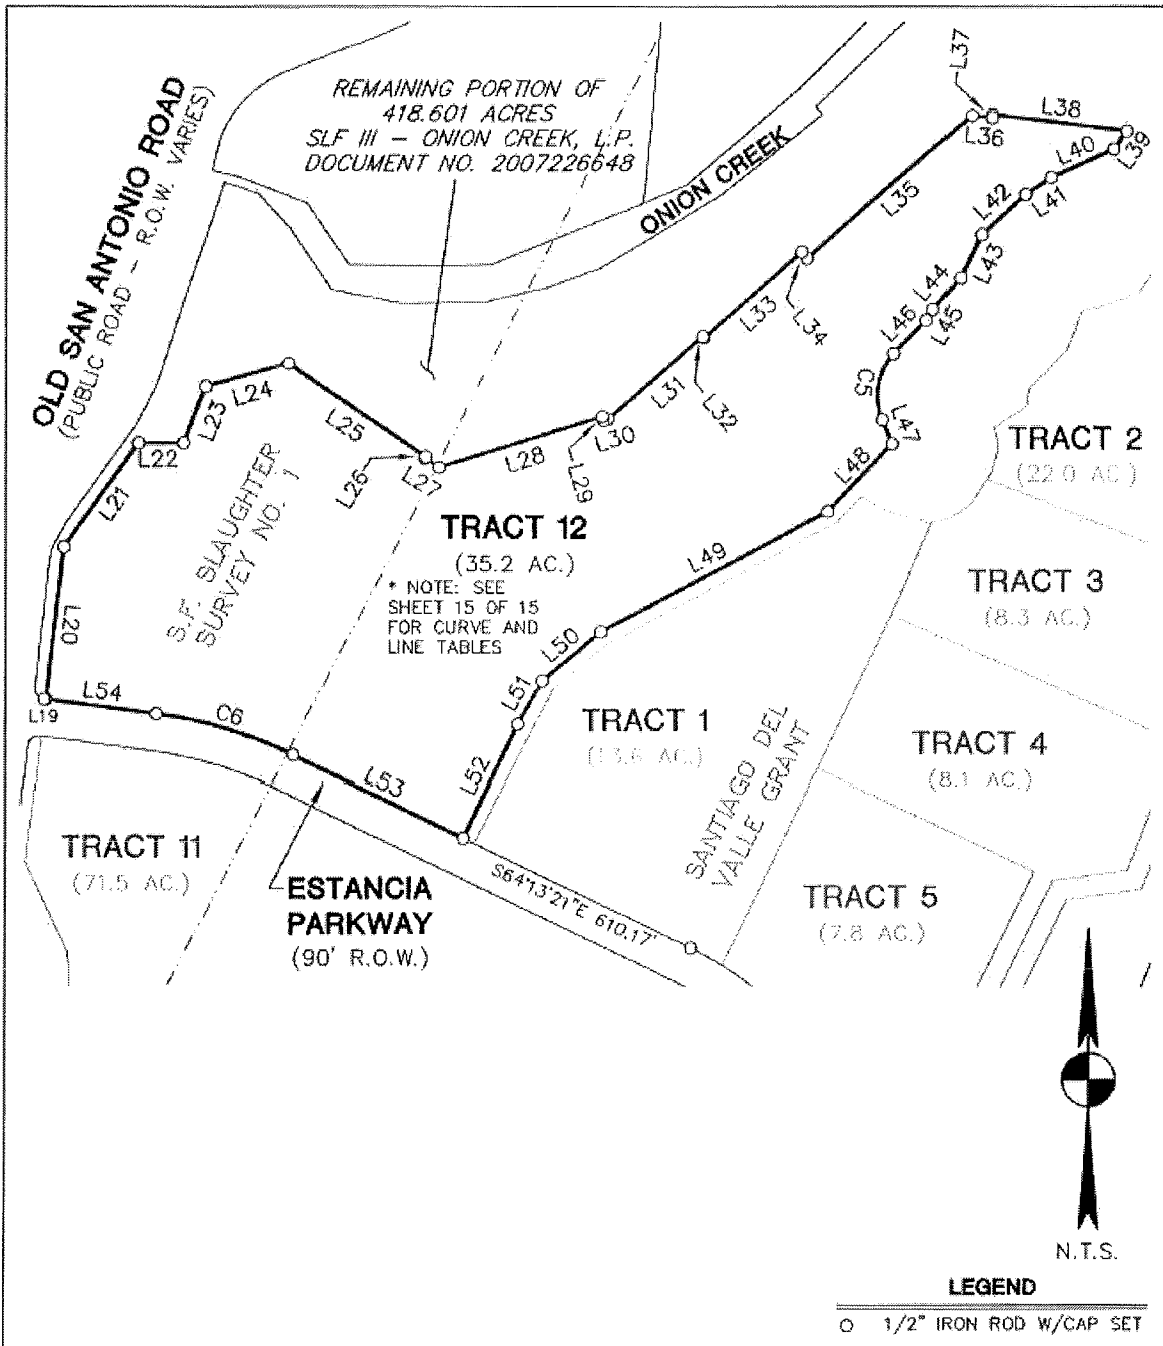 REMAINING PORTION OF
418.601 ACRES
SLF III – ONION CREEK, L.P.
DOCUMENT NO. 2007226648
OLD SAN ANTONIO ROAD
(PUBLIC ROAD – R.O.W. VARIES)
ONION CREEK
L37
L38
L36
L39
L40
L41
L42
L43
L35
L44
L45
L46
C5
L47
L48
L33
L34
L31
L32
L30
L29
L28
L27
L26
L25
L24
L23
L22
L21
L20
L19
L54
C6
L53
L52
L51
L50
L49
S.F. SLAUGHTER
SURVEY NO. 1
TRACT 12
(35.2 AC.)
* NOTE: SEE
SHEET 15 OF 15
FOR CURVE AND
LINE TABLES
TRACT 2
(22.0 AC.)
TRACT 3
(8.3 AC.)
TRACT 1
(13.6 AC.)
SANTIAGO DEL
VALLE GRANT
TRACT 4
(8.1 AC.)
TRACT 11
(71.5 AC.)
ESTANCIA
PARKWAY
(90' R.O.W.)
S64°13'21"E 610.17'
TRACT 5
(7.8 AC.)
N.T.S.
LEGEND
O 1/2" IRON ROD W/CAP SET